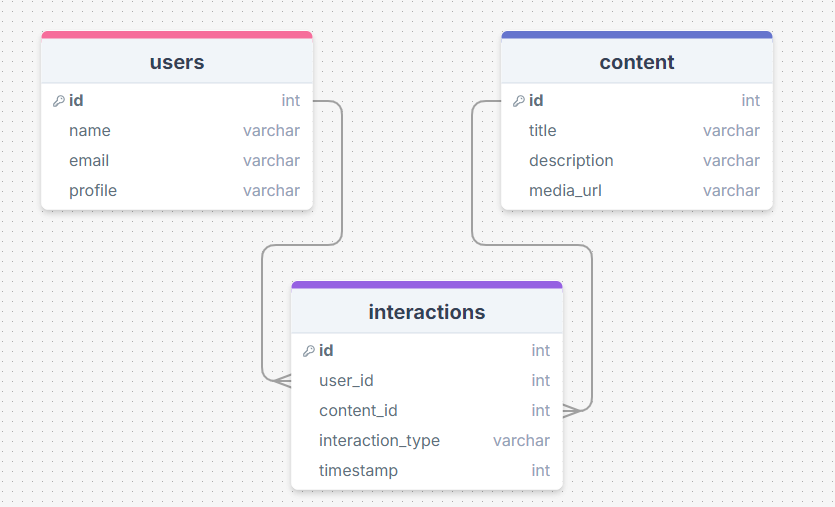 users
id int
name varchar
email varchar
profile varchar
content
id int
title varchar
description varchar
media_url varchar
interactions
id int
user_id int
content_id int
interaction_type varchar
timestamp int